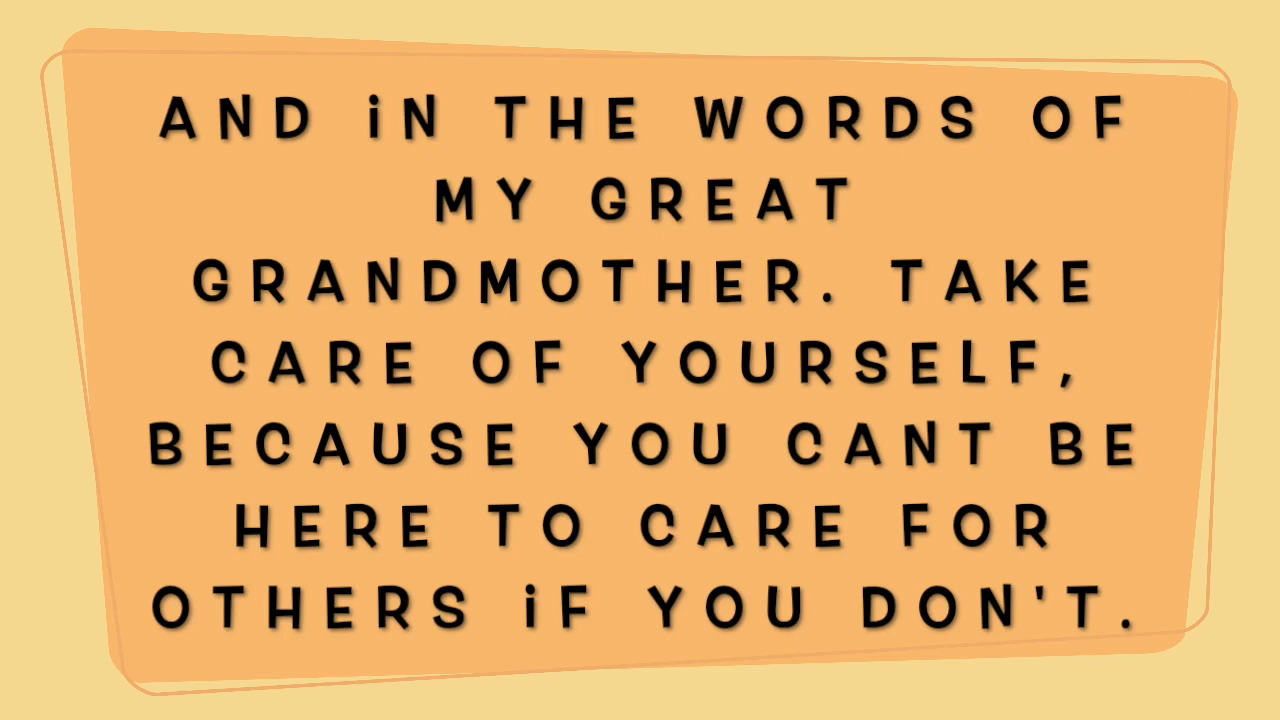 AND iN THE WORDS OF
MY GREAT
GRANDMOTHER. TAKE
CARE OF YOURSELF,
BECAUSE YOU CANT BE
HERE TO CARE FOR
OTHERS iF YOU DON'T.